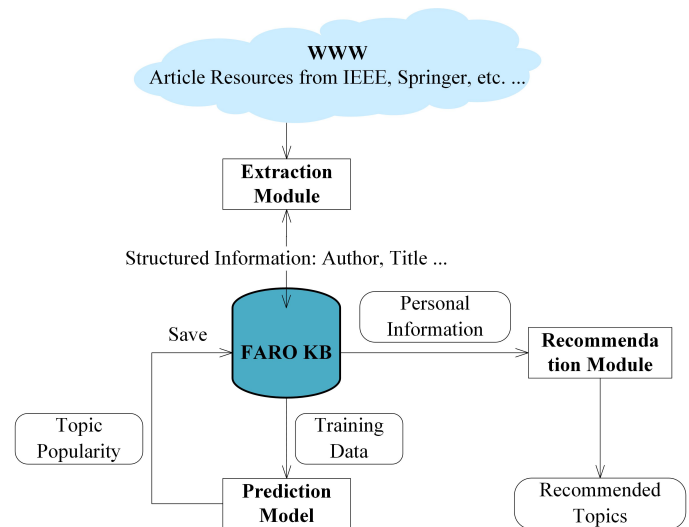 WWW
Article Resources from IEEE, Springer, etc. ...
Extraction
Module
Structured Information: Author, Title ...
Personal
Information
Save
FARO KB
Recommenda
tion Module
Topic
Popularity
Training
Data
Prediction
Model
Recommended
Topics